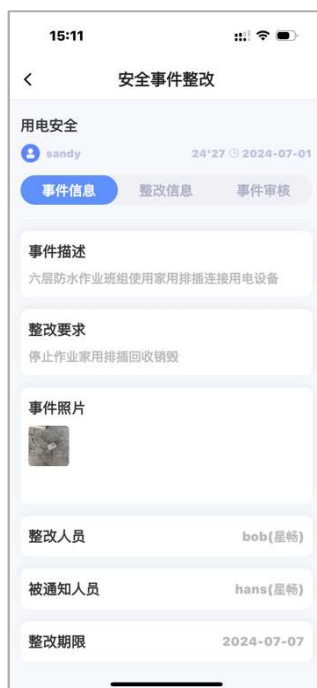 15:11
安全事件整改
用电安全
sandy
24'27 2024-07-01
事件信息
整改信息
事件审核
事件描述
六层防水作业班组使用家用排插连接用电设备
整改要求
停止作业家用排插回收销毁
事件照片
整改人员
bob(星畅)
被通知人员
hans(星畅)
整改期限
2024-07-07